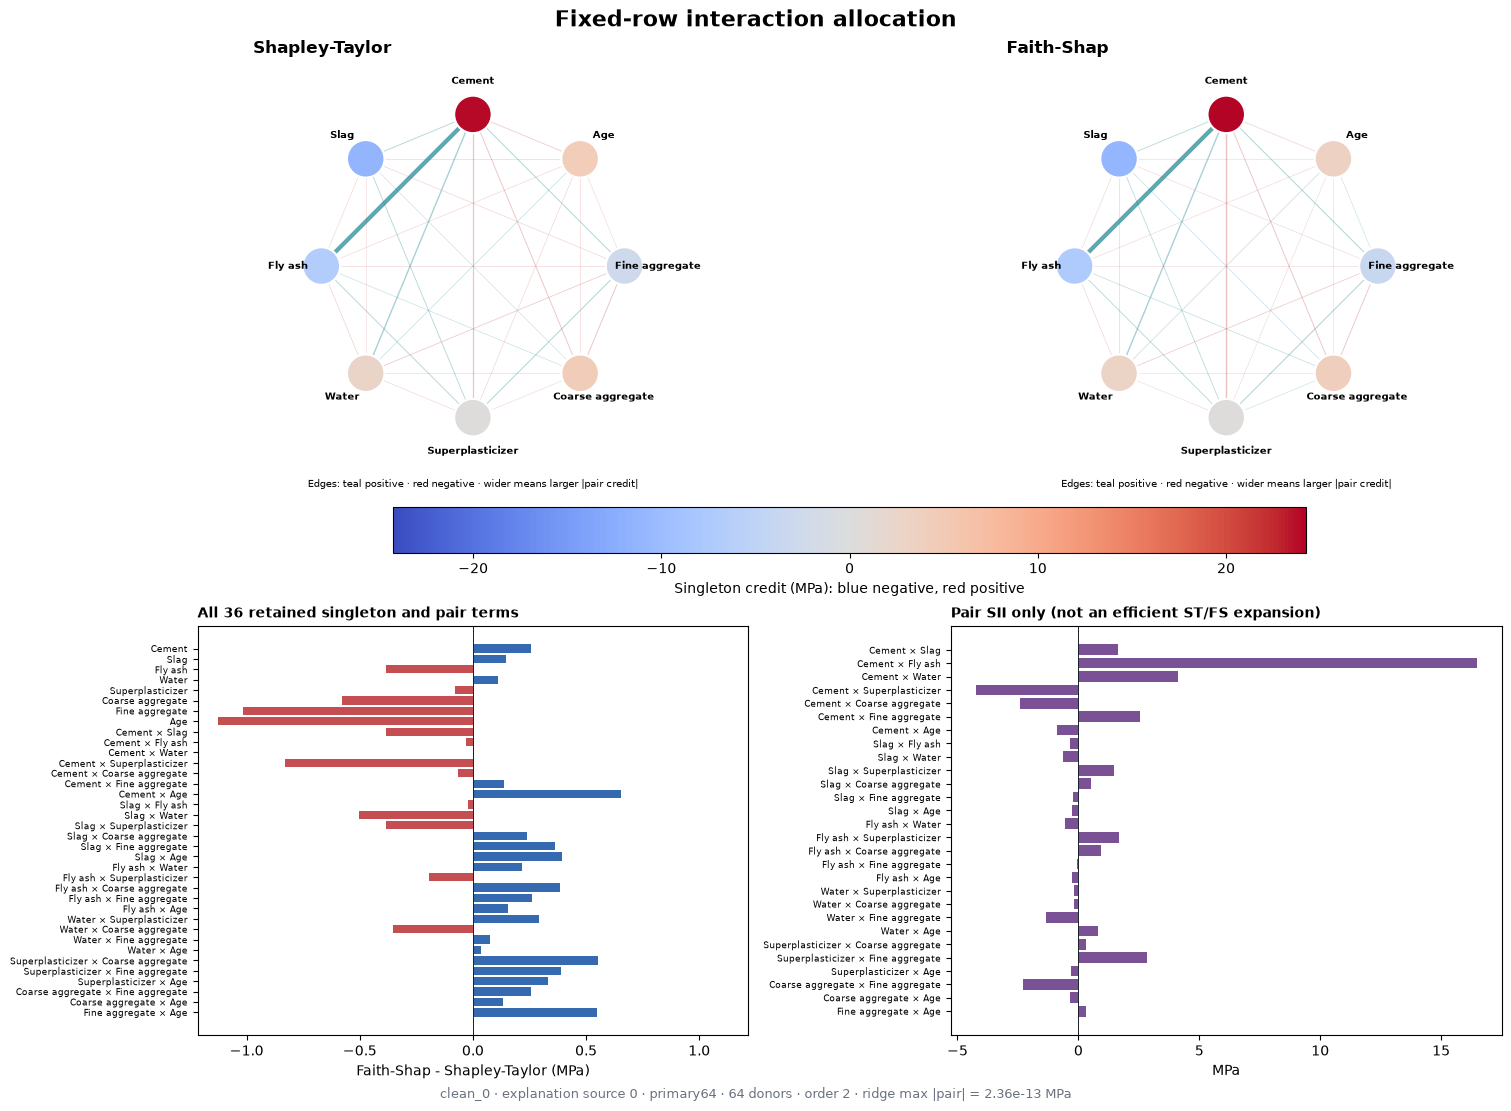 Fixed-row interaction allocation
Shapley-Taylor
Cement
Slag
Age
Fly ash
Fine aggregate
Water
Coarse aggregate
Superplasticizer
Edges: teal positive · red negative · wider means larger |pair credit|
Faith-Shap
Cement
Slag
Age
Fly ash
Fine aggregate
Water
Coarse aggregate
Superplasticizer
Edges: teal positive · red negative · wider means larger |pair credit|
−20 −10 0 10 20
Singleton credit (MPa): blue negative, red positive
All 36 retained singleton and pair terms
Cement
Slag
Fly ash
Water
Superplasticizer
Coarse aggregate
Fine aggregate
Age
Cement × Slag
Cement × Fly ash
Cement × Water
Cement × Superplasticizer
Cement × Coarse aggregate
Cement × Fine aggregate
Cement × Age
Slag × Fly ash
Slag × Water
Slag × Superplasticizer
Slag × Coarse aggregate
Slag × Fine aggregate
Slag × Age
Fly ash × Water
Fly ash × Superplasticizer
Fly ash × Coarse aggregate
Fly ash × Fine aggregate
Fly ash × Age
Water × Superplasticizer
Water × Coarse aggregate
Water × Fine aggregate
Water × Age
Superplasticizer × Coarse aggregate
Superplasticizer × Fine aggregate
Superplasticizer × Age
Coarse aggregate × Fine aggregate
Coarse aggregate × Age
Fine aggregate × Age
−1.0 −0.5 0.0 0.5 1.0
Faith-Shap - Shapley-Taylor (MPa)
Pair SII only (not an efficient ST/FS expansion)
Cement × Slag
Cement × Fly ash
Cement × Water
Cement × Superplasticizer
Cement × Coarse aggregate
Cement × Fine aggregate
Cement × Age
Slag × Fly ash
Slag × Water
Slag × Superplasticizer
Slag × Coarse aggregate
Slag × Fine aggregate
Slag × Age
Fly ash × Water
Fly ash × Superplasticizer
Fly ash × Coarse aggregate
Fly ash × Fine aggregate
Fly ash × Age
Water × Superplasticizer
Water × Coarse aggregate
Water × Fine aggregate
Water × Age
Superplasticizer × Coarse aggregate
Superplasticizer × Fine aggregate
Superplasticizer × Age
Coarse aggregate × Fine aggregate
Coarse aggregate × Age
Fine aggregate × Age
−5 0 5 10 15
MPa
clean_0 · explanation source 0 · primary64 · 64 donors · order 2 · ridge max |pair| = 2.36e-13 MPa